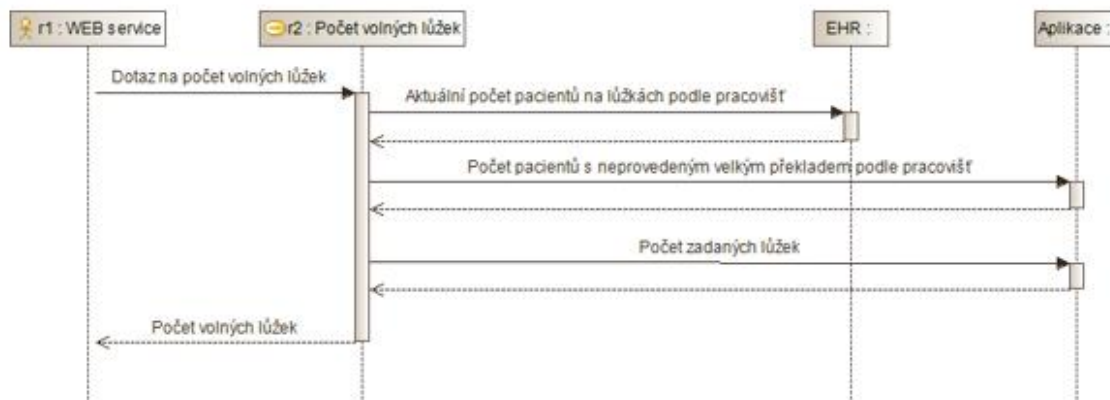 r1 : WEB service
r2 : Počet volných lůžek
EHR :
Aplikace :
Dotaz na počet volných lůžek
Aktuální počet pacientů na lůžkách podle pracovišť
Počet pacientů s neprovedeným velkým překladem podle pracovišť
Počet zadaných lůžek
Počet volných lůžek